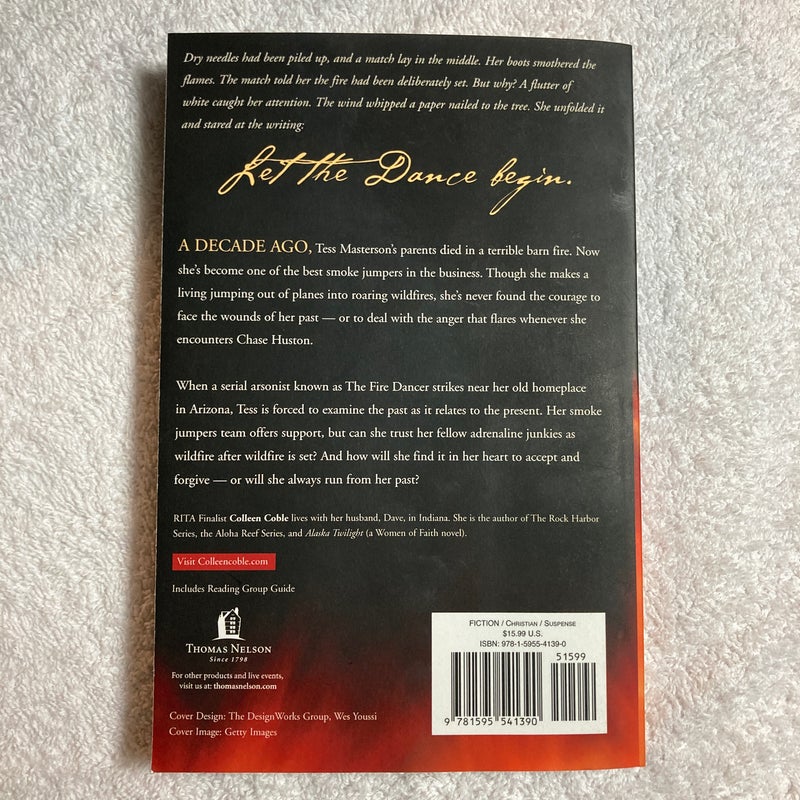 Dry needles had been piled up, and a match lay in the middle. Her boots smothered the
flames. The match told her the fire had been deliberately set. But why? A flutter of
white caught her attention. The wind whipped a paper nailed to the tree. She unfolded it
and stared at the writing:
Let the Dance begin.
A DECADE AGO, Tess Masterson's parents died in a terrible barn fire. Now
she's become one of the best smoke jumpers in the business. Though she makes a
living jumping out of planes into roaring wildfires, she's never found the courage to
face the wounds of her past — or to deal with the anger that flares whenever she
encounters Chase Huston.
When a serial arsonist known as The Fire Dancer strikes near her old homeplace
in Arizona, Tess is forced to examine the past as it relates to the present. Her smoke
jumpers team offers support, but can she trust her fellow adrenaline junkies as
wildfire after wildfire is set? And how will she find it in her heart to accept and
forgive — or will she always run from her past?
RITA Finalist Colleen Coble lives with her husband, Dave, in Indiana. She is the author of The Rock Harbor
Series, the Aloha Reef Series, and Alaska Twilight (a Women of Faith novel).
Visit Colleencoble.com
Includes Reading Group Guide
THOMAS NELSON
Since 1798
For other products and live events,
visit us at: thomasnelson.com
Cover Design: The DesignWorks Group, Wes Youssi
Cover Image: Getty Images
FICTION / CHRISTIAN / SUSPENSE
$15.99 U.S.
ISBN: 978-1-5955-4139-0
51599
9 781595 541390